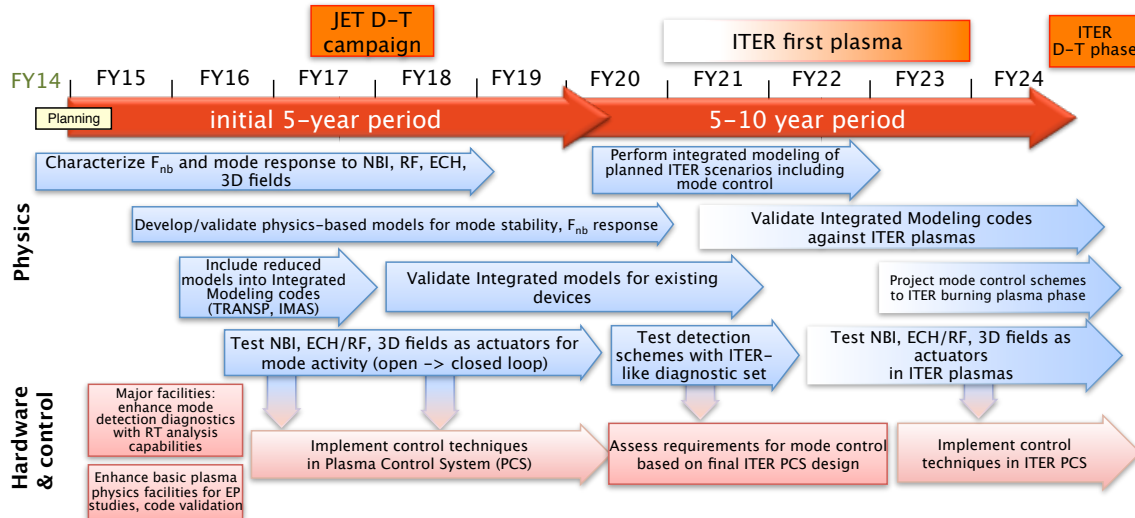 JET D-T
campaign
ITER first plasma
ITER
D-T phase
FY14
FY15
FY16
FY17
FY18
FY19
FY20
FY21
FY22
FY23
FY24
Planning
initial 5-year period
5-10 year period
Physics
Characterize Fnb and mode response to NBI, RF, ECH,
3D fields
Perform integrated modeling of
planned ITER scenarios including
mode control
Develop/validate physics-based models for mode stability, Fnb response
Validate Integrated Modeling codes
against ITER plasmas
Include reduced
models into Integrated
Modeling codes
(TRANSP, IMAS)
Validate Integrated models for existing
devices
Project mode control schemes
to ITER burning plasma phase
Test NBI, ECH/RF, 3D fields as actuators for
mode activity (open -> closed loop)
Test detection
schemes with ITER-
like diagnostic set
Test NBI, ECH/RF, 3D fields as
actuators
in ITER plasmas
Hardware
& control
Major facilities:
enhance mode
detection diagnostics
with RT analysis
capabilities
Implement control techniques
in Plasma Control System (PCS)
Assess requirements for mode control
based on final ITER PCS design
Implement control
techniques in ITER PCS
Enhance basic plasma
physics facilities for EP
studies, code validation